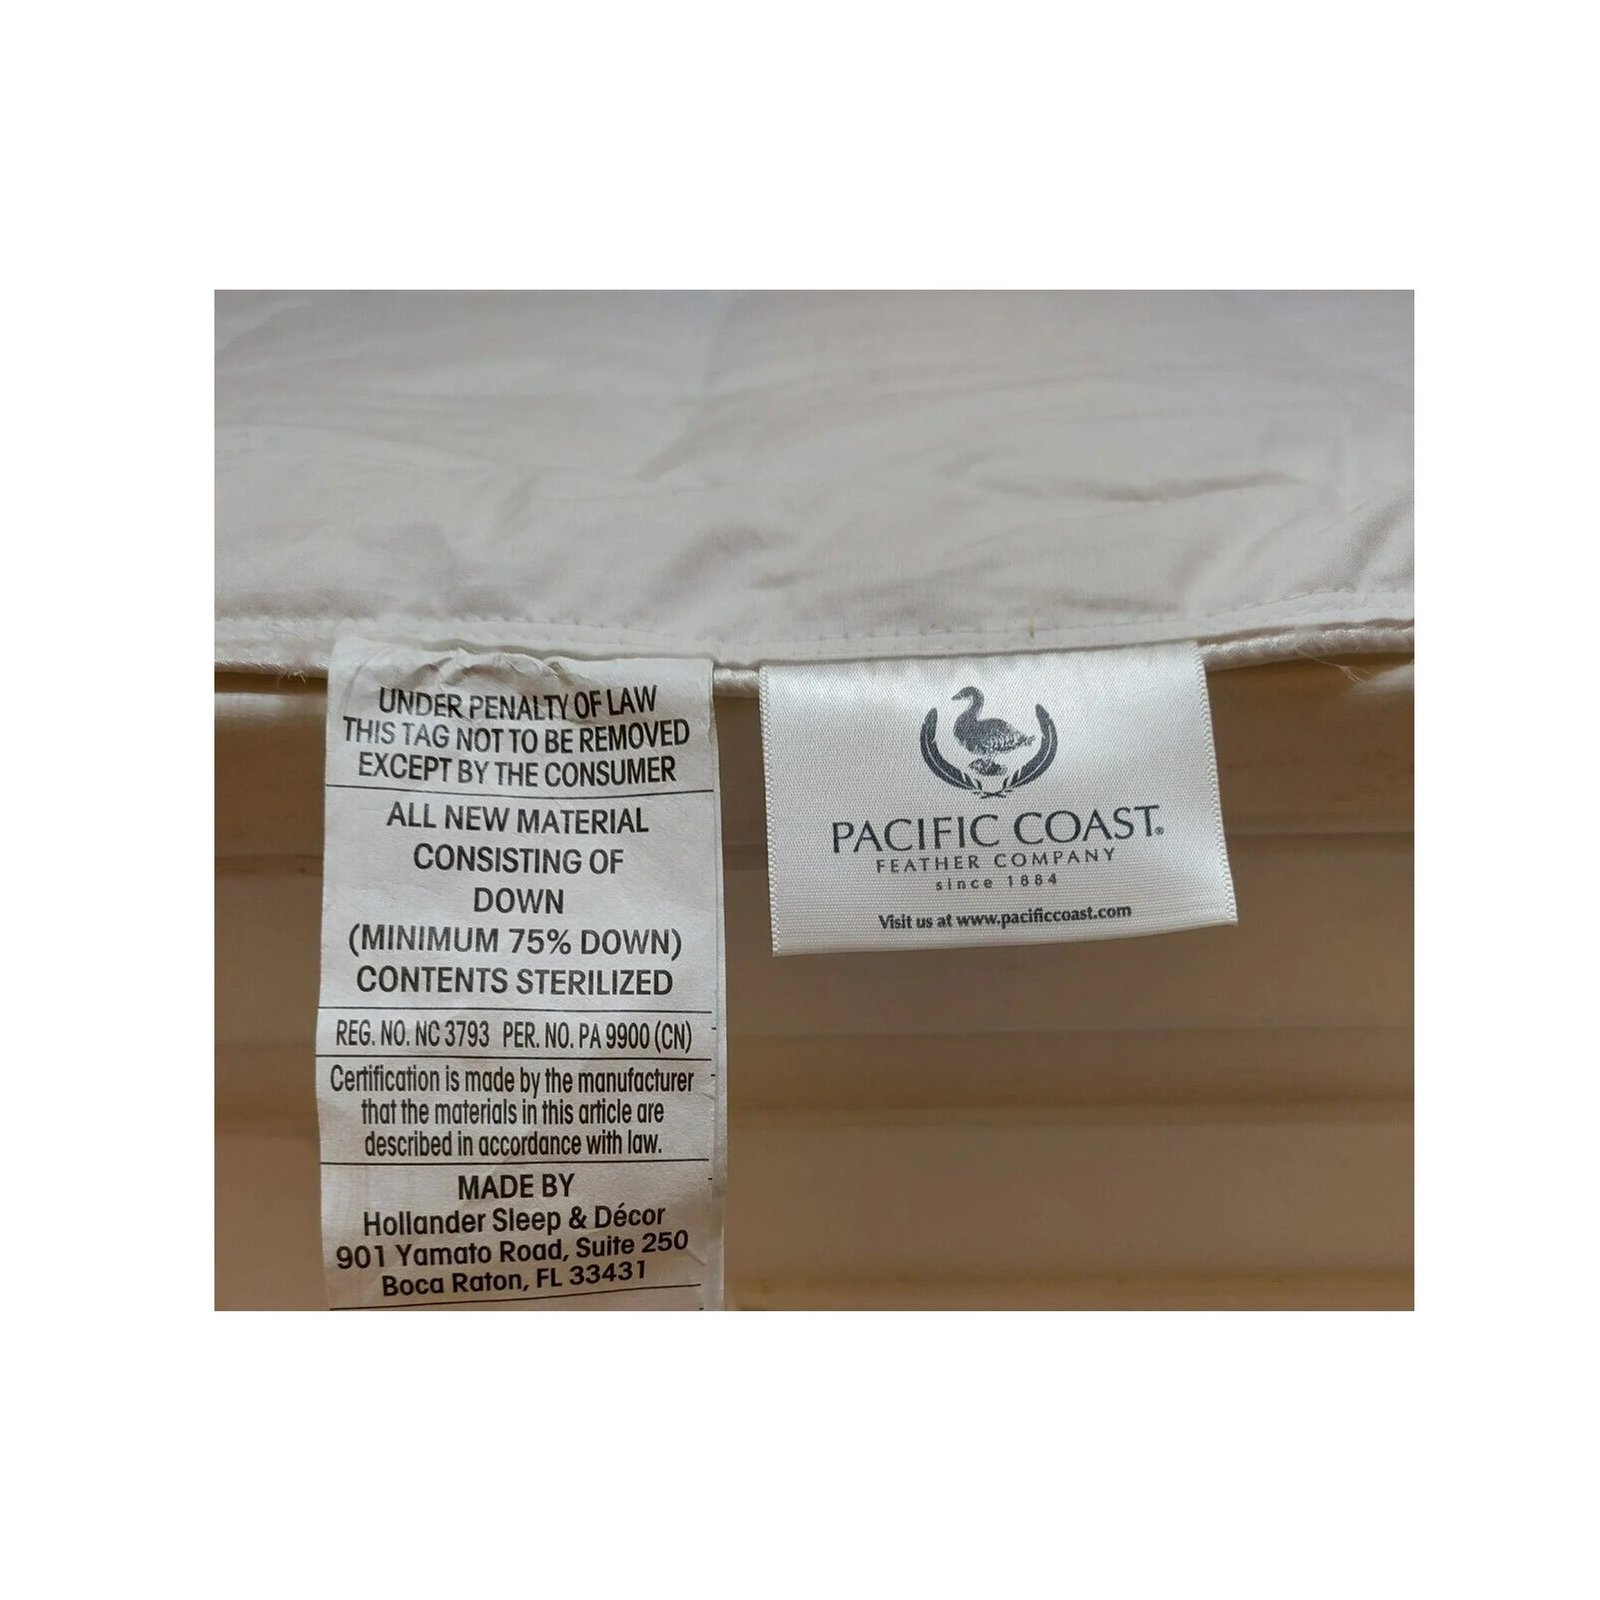 UNDER PENALTY OF LAW
THIS TAG NOT TO BE REMOVED
EXCEPT BY THE CONSUMER
ALL NEW MATERIAL
CONSISTING OF
DOWN
(MINIMUM 75% DOWN)
CONTENTS STERILIZED
REG. NO. NC 3793 PER. NO. PA 9900 (CN)
Certification is made by the manufacturer
that the materials in this article are
described in accordance with law.
MADE BY
Hollander Sleep & Décor
901 Yamato Road, Suite 250
Boca Raton, FL 33431
PACIFIC COAST®
FEATHER COMPANY
since 1884
Visit us at www.pacificcoast.com